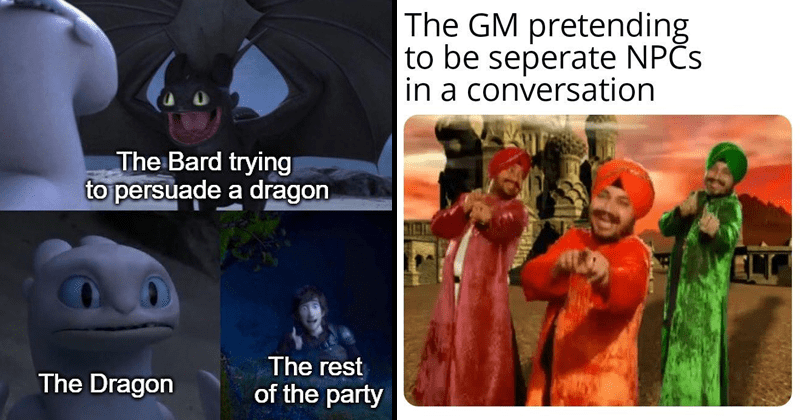 The Bard trying
to persuade a dragon
The Dragon
The rest
of the party
The GM pretending
to be seperate NPCs
in a conversation